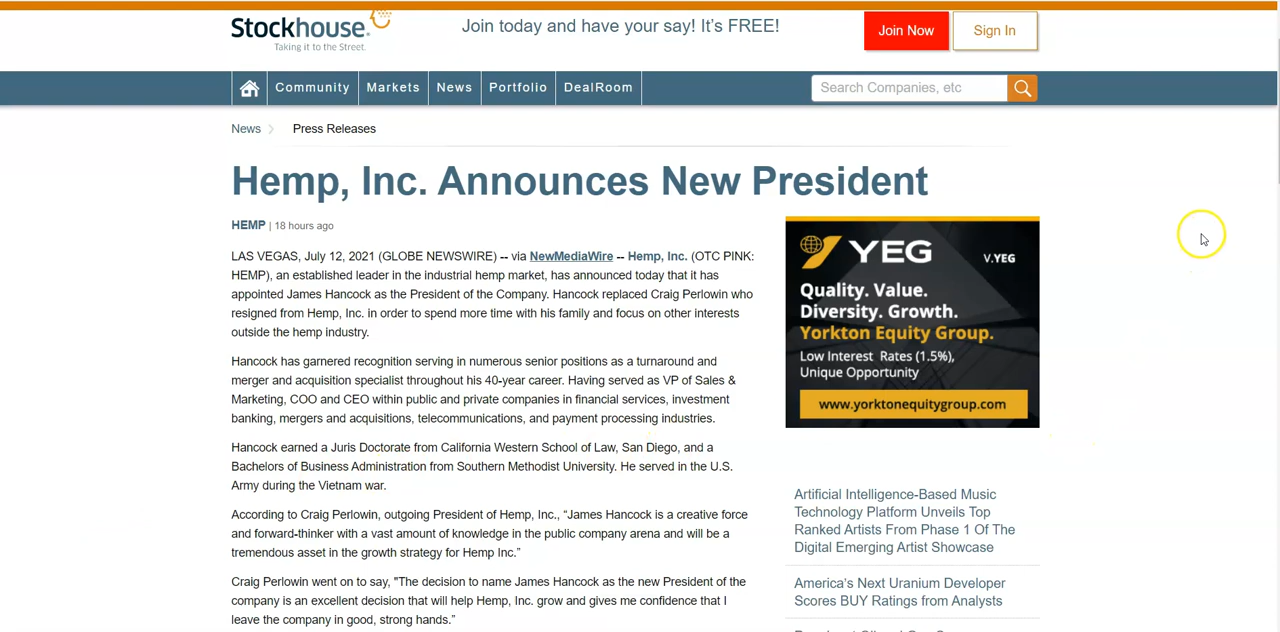 Stockhouse
Taking it to the Street.
Join today and have your say! It's FREE!
Join Now
Sign In
Community
Markets
News
Portfolio
DealRoom
Search Companies, etc
News
Press Releases
Hemp, Inc. Announces New President
HEMP | 18 hours ago
LAS VEGAS, July 12, 2021 (GLOBE NEWSWIRE) -- via NewMediaWire -- Hemp, Inc. (OTC PINK:
HEMP), an established leader in the industrial hemp market, has announced today that it has
appointed James Hancock as the President of the Company. Hancock replaced Craig Perlowin who
resigned from Hemp, Inc. in order to spend more time with his family and focus on other interests
outside the hemp industry.
Hancock has garnered recognition serving in numerous senior positions as a turnaround and
merger and acquisition specialist throughout his 40-year career. Having served as VP of Sales &
Marketing, COO and CEO within public and private companies in financial services, investment
banking, mergers and acquisitions, telecommunications, and payment processing industries.
Hancock earned a Juris Doctorate from California Western School of Law, San Diego, and a
Bachelors of Business Administration from Southern Methodist University. He served in the U.S.
Army during the Vietnam war.
According to Craig Perlowin, outgoing President of Hemp, Inc., “James Hancock is a creative force
and forward-thinker with a vast amount of knowledge in the public company arena and will be a
tremendous asset in the growth strategy for Hemp Inc.”
Craig Perlowin went on to say, "The decision to name James Hancock as the new President of the
company is an excellent decision that will help Hemp, Inc. grow and gives me confidence that I
leave the company in good, strong hands.”
YEG
V.YEG
Quality. Value.
Diversity. Growth.
Yorkton Equity Group.
Low Interest Rates (1.5%),
Unique Opportunity
www.yorktonequitygroup.com
Artificial Intelligence-Based Music
Technology Platform Unveils Top
Ranked Artists From Phase 1 Of The
Digital Emerging Artist Showcase
America's Next Uranium Developer
Scores BUY Ratings from Analysts